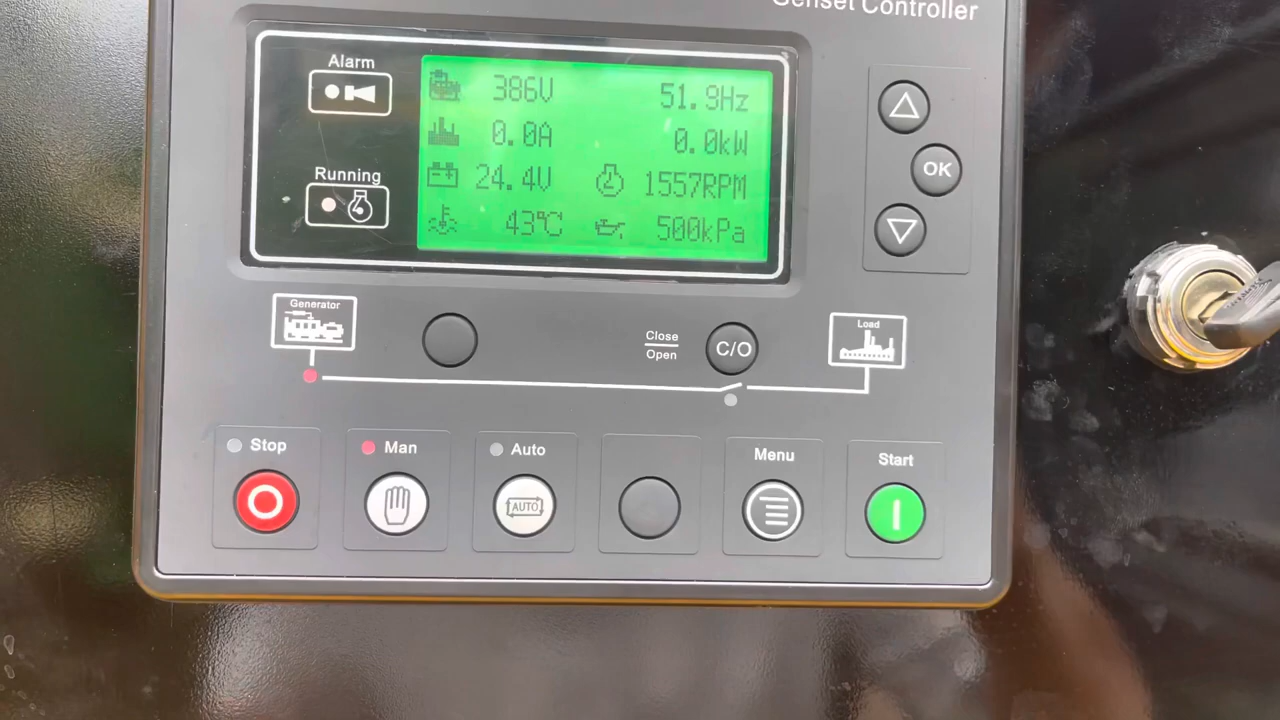 Genset Controller
Alarm
386V 51.9Hz
0.0A 0.0kW
Running
24.4V 1557RPM
43℃ 500kPa
OK
Generator
Close
Open
C/O
Load
Stop
Man
Auto
AUTO
Menu
Start